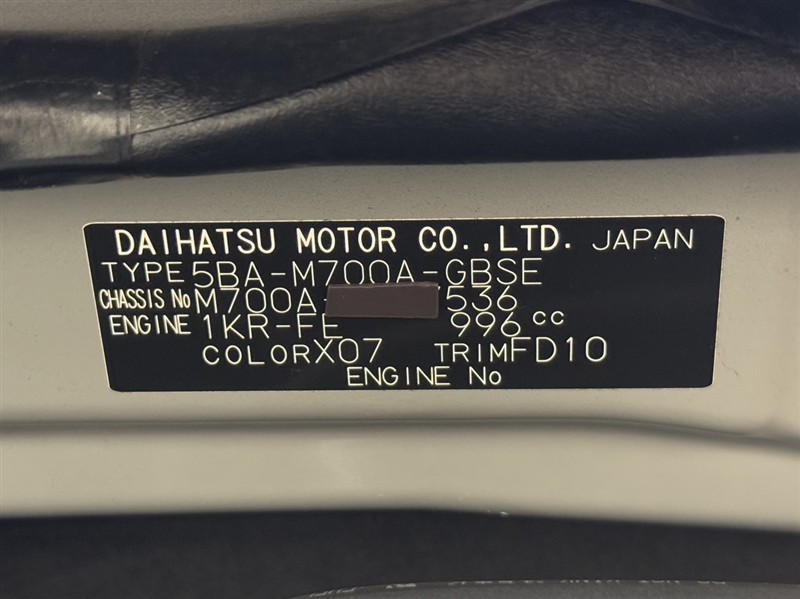 DAIHATSU MOTOR CO.,LTD. JAPAN
TYPE 5BA-M700A-GBSE
CHASSIS No M700A- 536
ENGINE 1KR-FE 996 cc
COLOR X07 TRIM FD10
ENGINE No